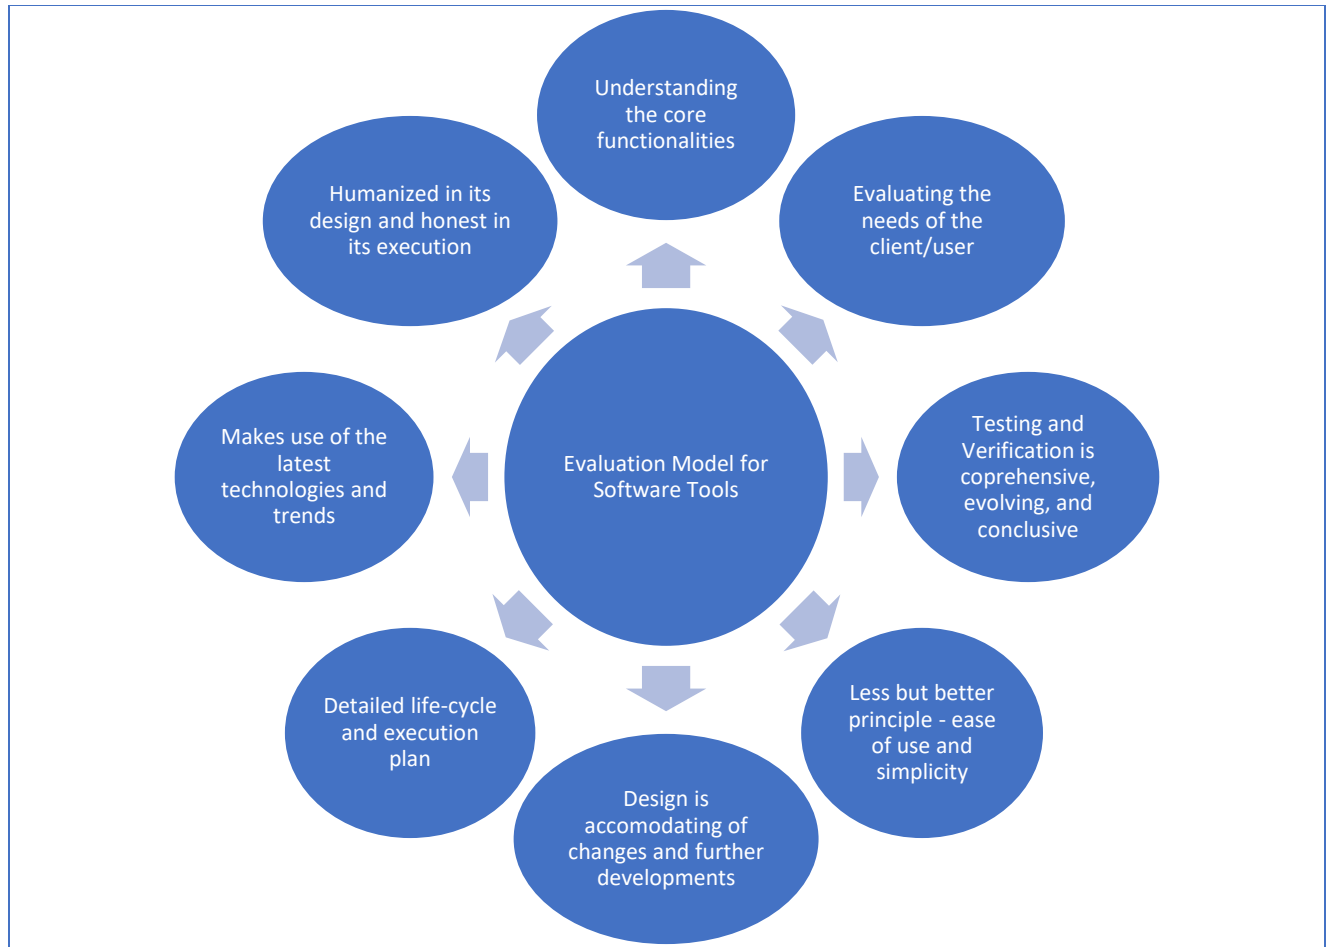 Understanding
the core
functionalities
Evaluating the
needs of the
client/user
Testing and
Verification is
coprehensive,
evolving, and
conclusive
Less but better
principle - ease
of use and
simplicity
Design is
accomodating of
changes and further
developments
Detailed life-cycle
and execution
plan
Makes use of the
latest
technologies and
trends
Humanized in its
design and honest in
its execution
Evaluation Model for
Software Tools